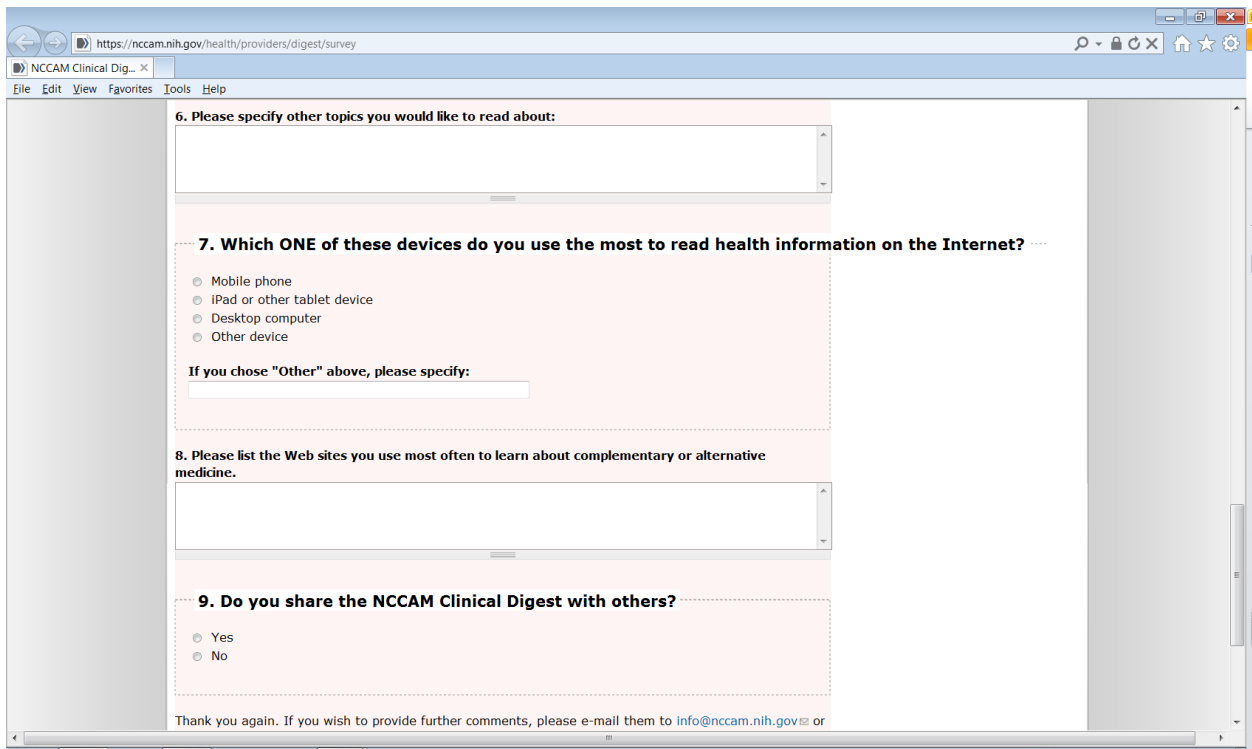 https://nccam.nih.gov/health/providers/digest/survey
NCCAM Clinical Dig...
File Edit View Favorites Tools Help
6. Please specify other topics you would like to read about:
7. Which ONE of these devices do you use the most to read health information on the Internet?
Mobile phone
iPad or other tablet device
Desktop computer
Other device
If you chose "Other" above, please specify:
8. Please list the Web sites you use most often to learn about complementary or alternative
medicine.
9. Do you share the NCCAM Clinical Digest with others?
Yes
No
Thank you again. If you wish to provide further comments, please e-mail them to info@nccam.nih.gov or